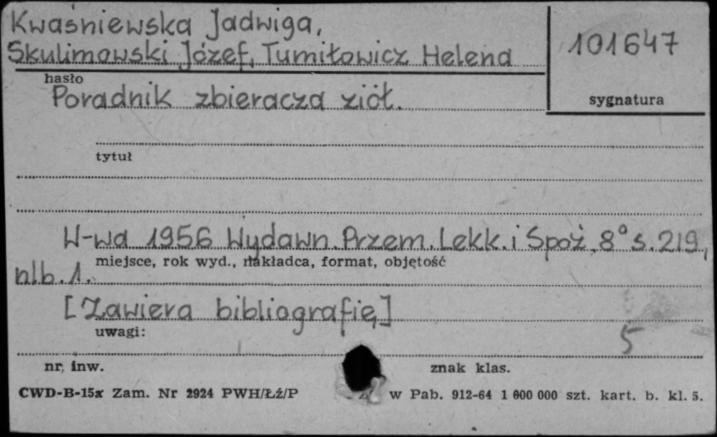 Kwaśniewska Jadwiga,
Skulimowski Józef, Tumiłowicz Helena
101647
hasło
sygnatura
Poradnik zbieracza ziół.
tytuł
W-wa 1956 Wydawn. Przem. Lekk. i Spoż. 8° s. 219,
miejsce, rok wyd., nakładca, format, objętość
nlb. 1.
[Zawiera bibliografię]
uwagi:
5
nr. inw.
znak klas.
CWD-B-15x Zam. Nr 2924 PWH/Łź/P w Pab. 912-64 1 600 000 szt. kart. b. kl. 5.